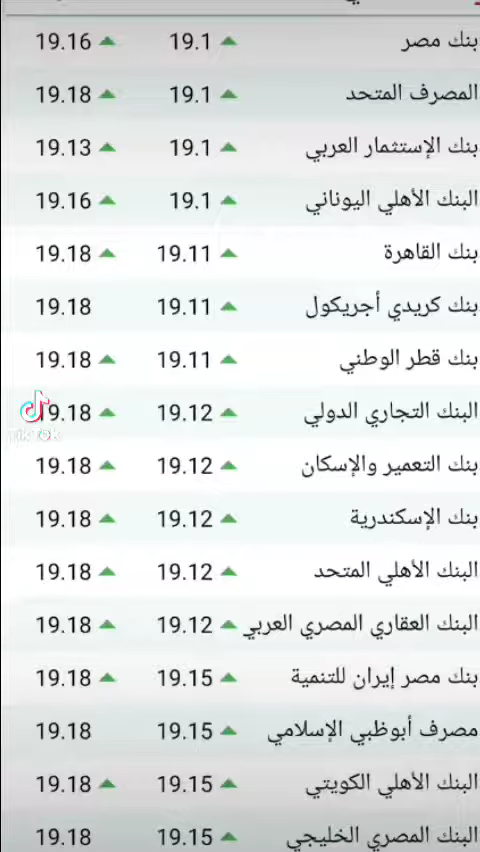 بنك مصر 19.1 19.16
المصرف المتحد 19.1 19.18
بنك الإستثمار العربي 19.1 19.13
البنك الأهلي اليوناني 19.1 19.16
بنك القاهرة 19.11 19.18
بنك كريدي أجريكول 19.11 19.18
بنك قطر الوطني 19.11 19.18
البنك التجاري الدولي 19.12 19.18
TikTok
بنك التعمير والإسكان 19.12 19.18
بنك الإسكندرية 19.12 19.18
البنك الأهلي المتحد 19.12 19.18
البنك العقاري المصري العربي 19.12 19.18
بنك مصر إيران للتنمية 19.15 19.18
مصرف أبوظبي الإسلامي 19.15 19.18
البنك الأهلي الكويتي 19.15 19.18
البنك المصري الخليجي 19.15 19.18